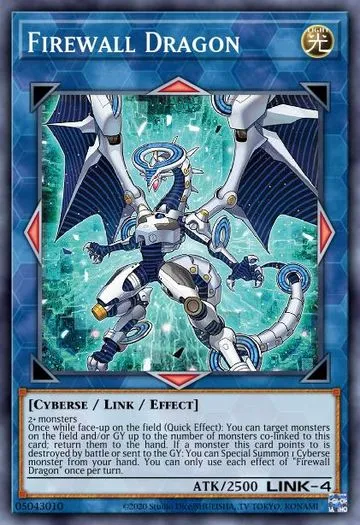 FIREWALL DRAGON
LIGHT
光
[CYBERSE / LINK / EFFECT]
2+ monsters
Once while face-up on the field (Quick Effect): You can target monsters
on the field and/or GY up to the number of monsters co-linked to this
card; return them to the hand. If a monster this card points to is
destroyed by battle or sent to the GY: You can Special Summon 1 Cyberse
monster from your hand. You can only use each effect of "Firewall
Dragon" once per turn.
ATK/2500 LINK-4
05043010
©2020 Studio Dice/SHUEISHA, TV TOKYO, KONAMI